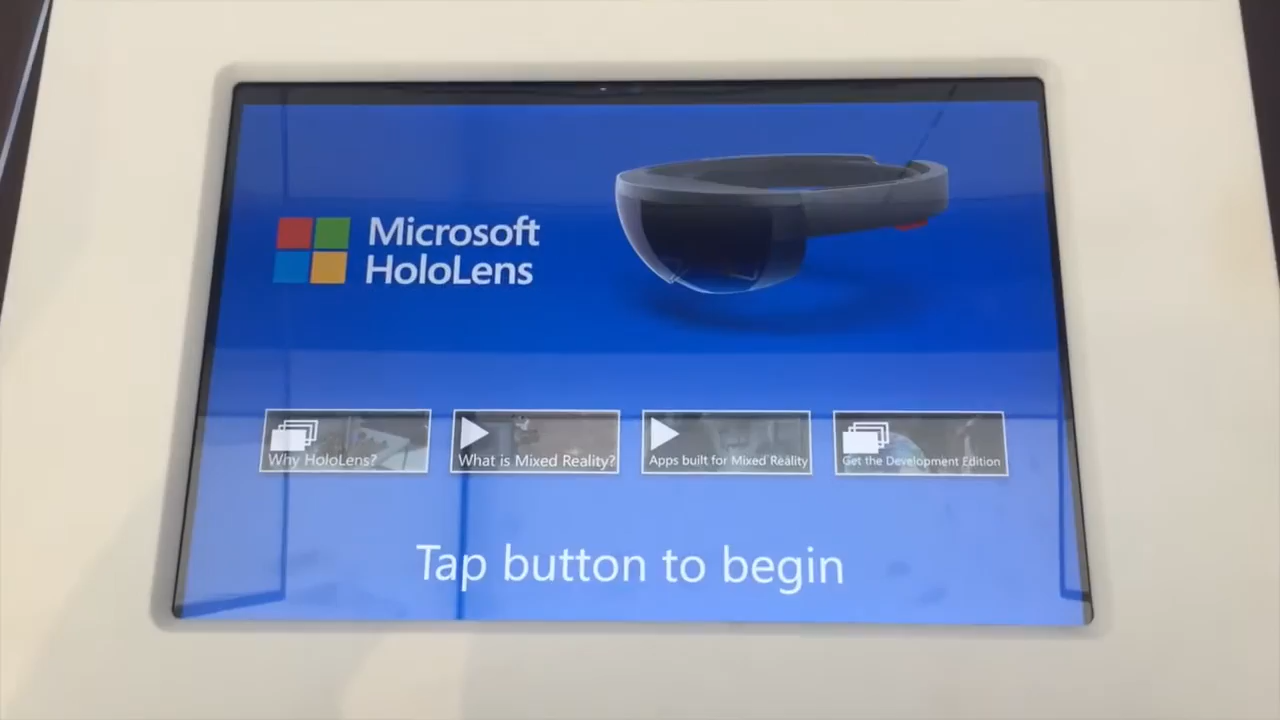 Microsoft
HoloLens
Why HoloLens?
What is Mixed Reality?
Apps built for Mixed Reality
Get the Development Edition
Tap button to begin